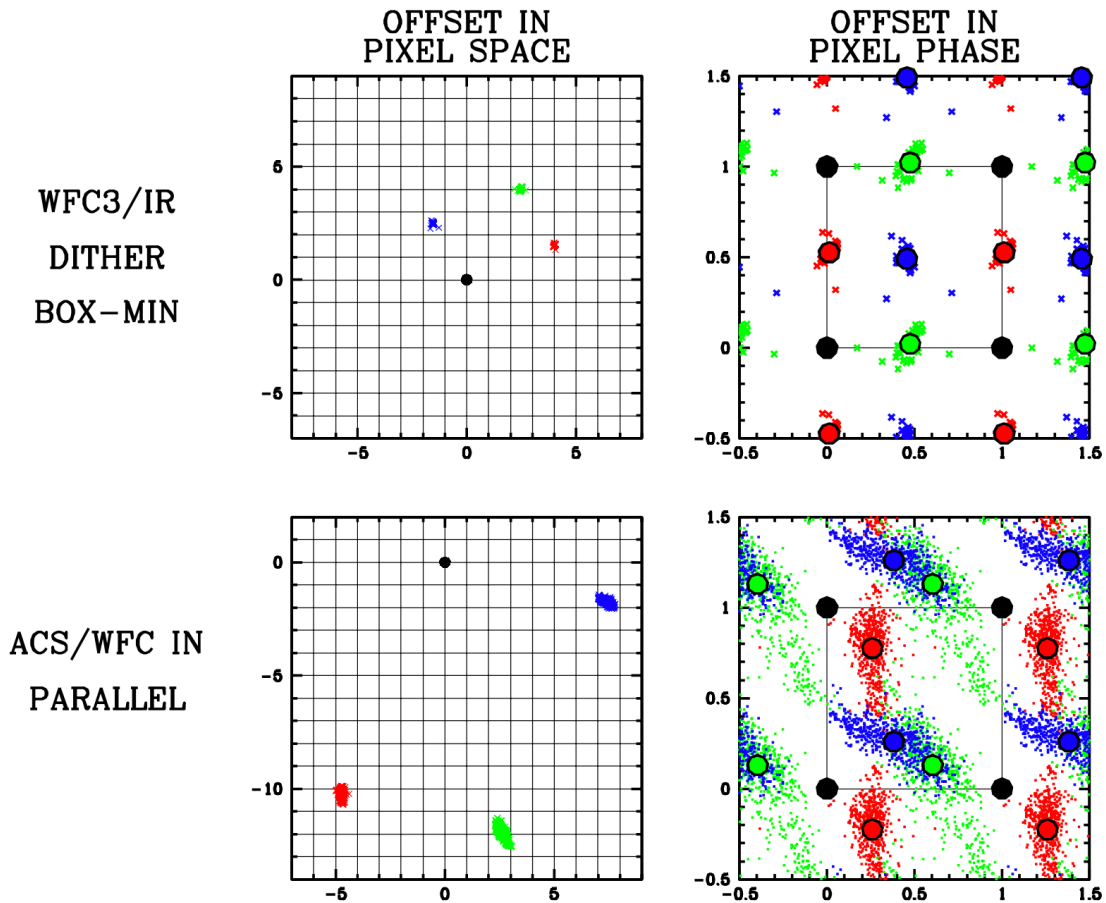 OFFSET IN
PIXEL SPACE
OFFSET IN
PIXEL PHASE
WFC3/IR
DITHER
BOX-MIN
5
0
-5
-5 0 5
1.5
1
0.5
0
-0.5
-0.5 0 0.5 1 1.5
ACS/WFC IN
PARALLEL
0
-5
-10
-5 0 5
1.5
1
0.5
0
-0.5
-0.5 0 0.5 1 1.5